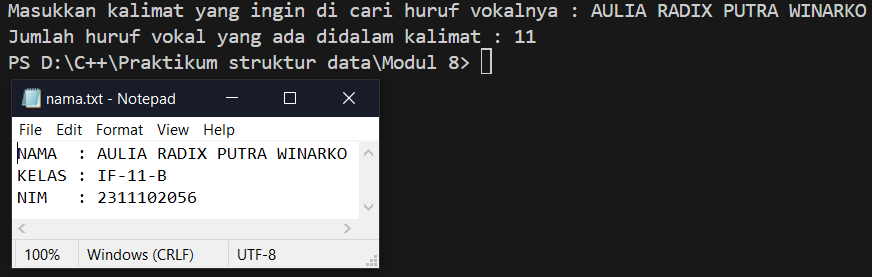 Masukkan kalimat yang ingin di cari huruf vokalnya : AULIA RADIX PUTRA WINARKO
Jumlah huruf vokal yang ada didalam kalimat : 11
PS D:\C++\Praktikum struktur data\Modul 8>
nama.txt - Notepad
File Edit Format View Help
NAMA  : AULIA RADIX PUTRA WINARKO
KELAS : IF-11-B
NIM   : 2311102056
100% Windows (CRLF) UTF-8